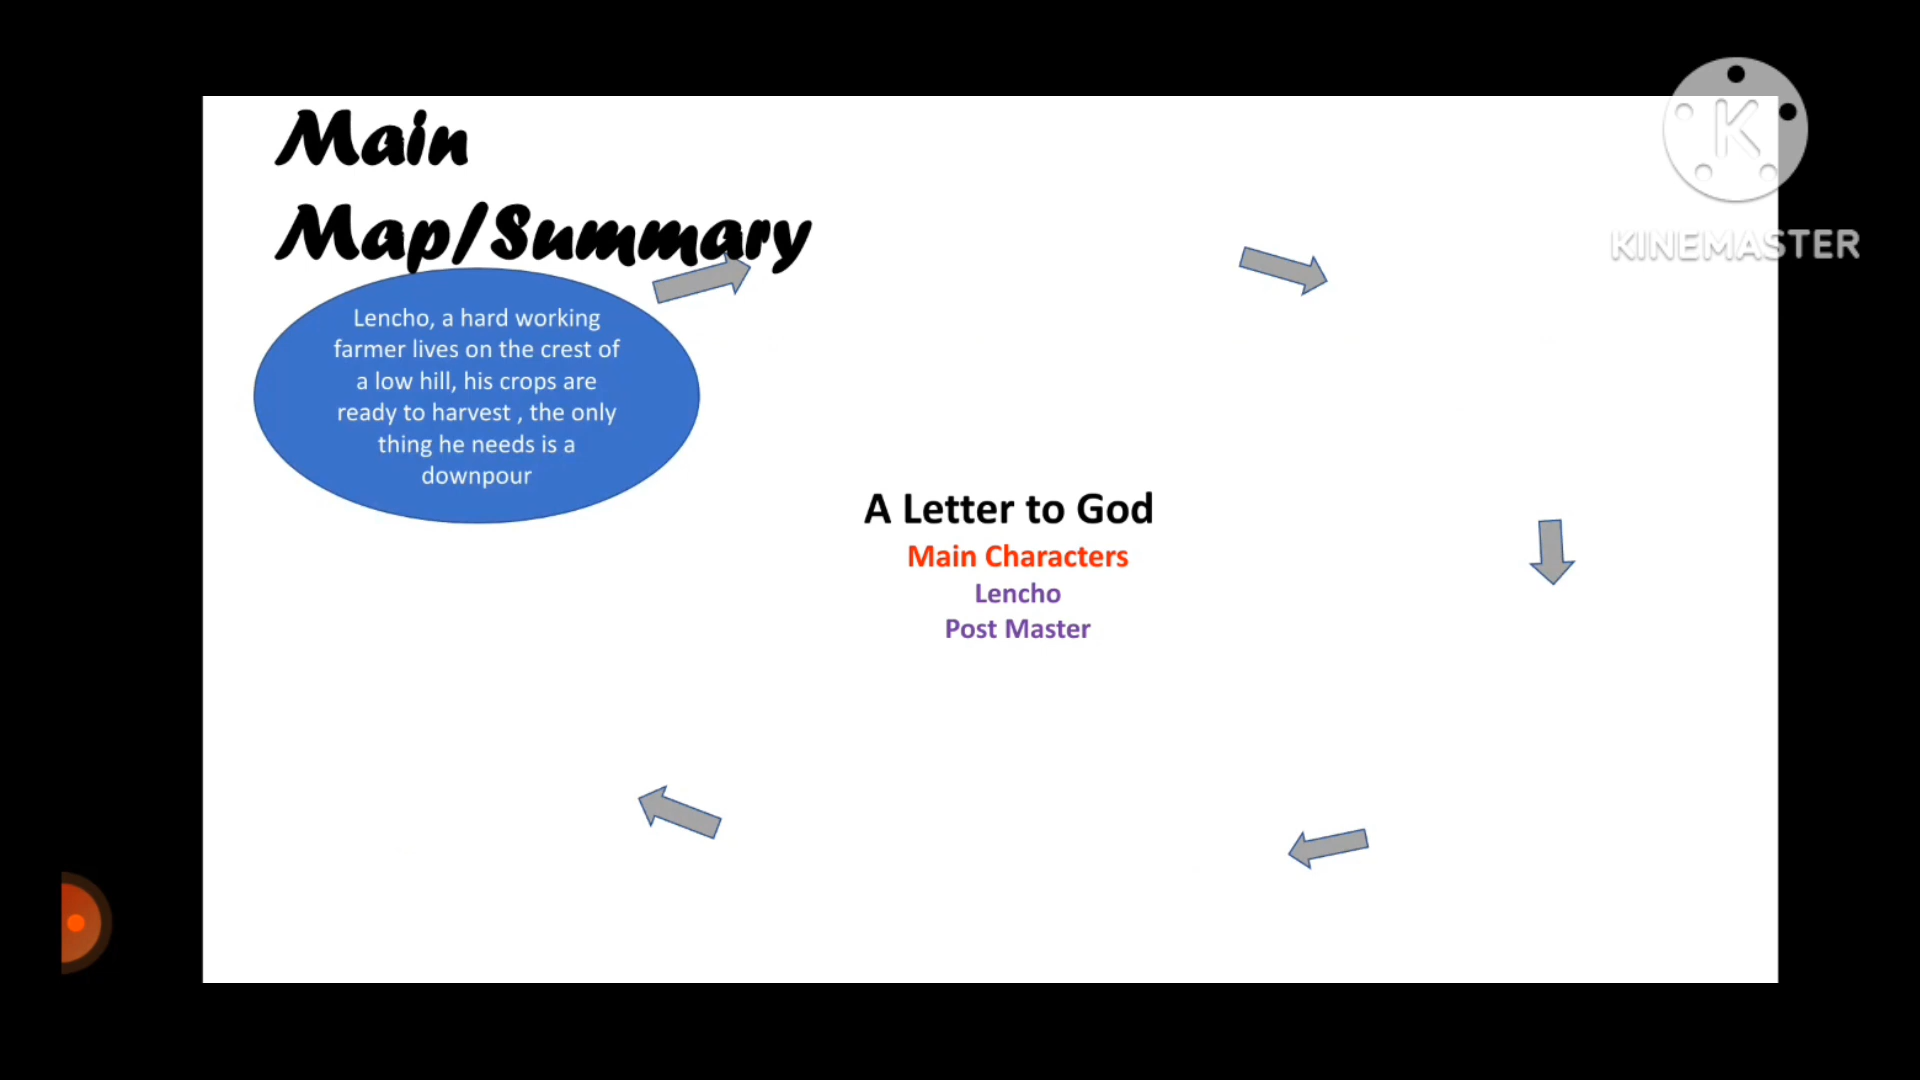 Main
Map/Summary
Lencho, a hard working
farmer lives on the crest of
a low hill, his crops are
ready to harvest , the only
thing he needs is a
downpour
A Letter to God
Main Characters
Lencho
Post Master
K
KINEMASTER